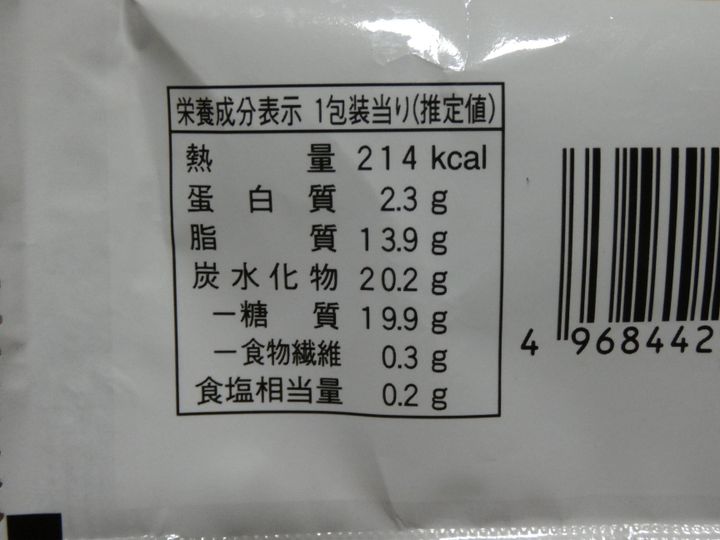 栄養成分表示 1包装当り(推定値)
熱量 214 kcal
蛋白質 2.3 g
脂質 13.9 g
炭水化物 20.2 g
ー糖質 19.9 g
ー食物繊維 0.3 g
食塩相当量 0.2 g
4 968442